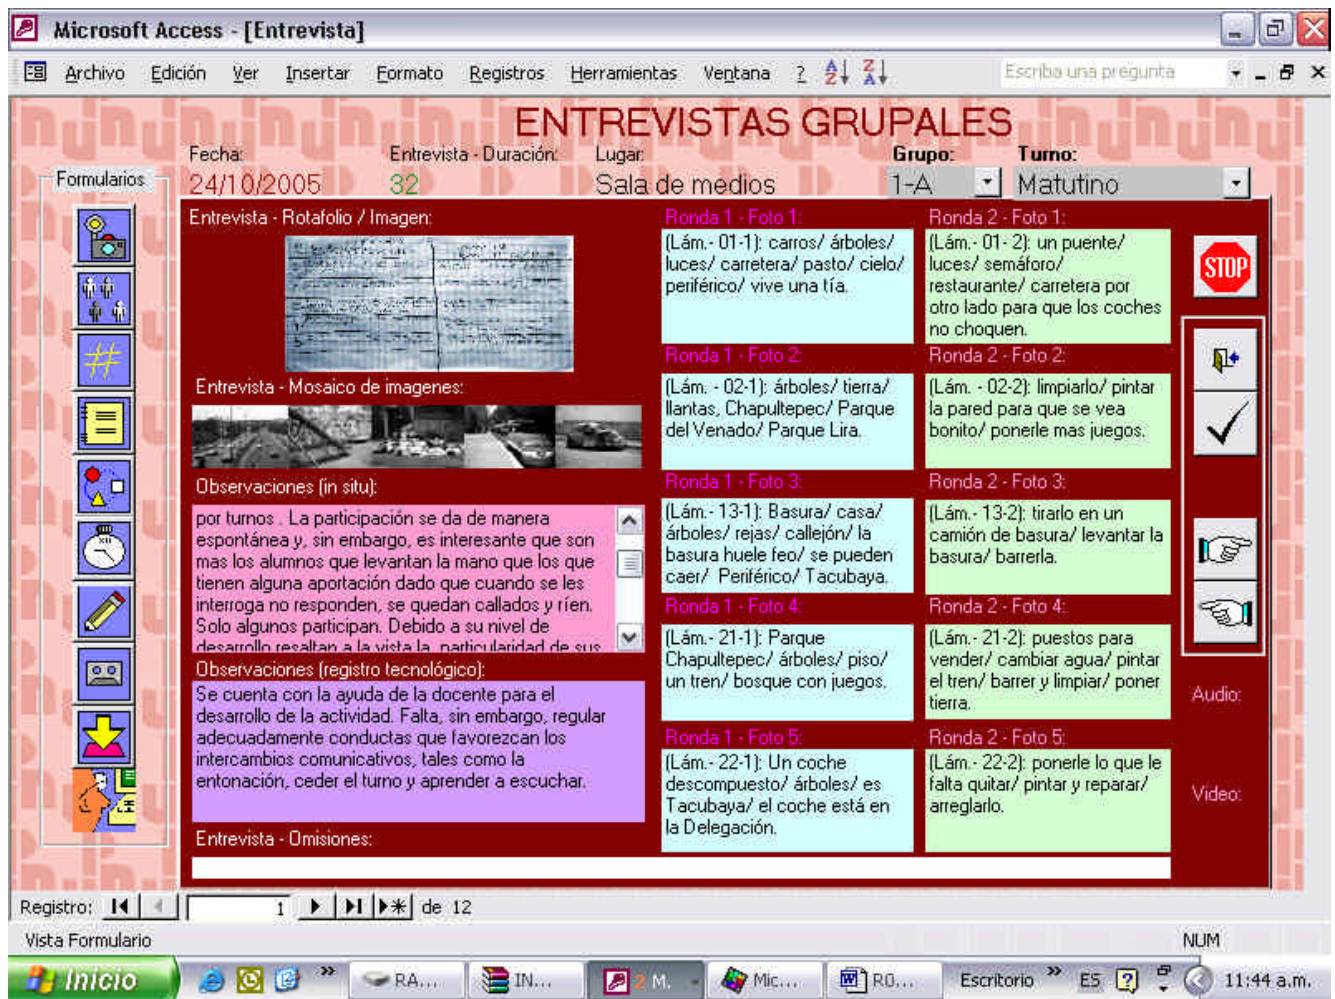 Microsoft Access - [Entrevista]
Archivo Edición Ver Insertar Formato Registros Herramientas Ventana ? Escriba una pregunta
ENTREVISTAS GRUPALES
Fecha: Entrevista - Duración: Lugar: Grupo: Turno:
24/10/2005 32 Sala de medios 1-A Matutino
Formularios
Entrevista - Rotafolio / Imagen:
Entrevista - Mosaico de imagenes:
Observaciones (in situ):
por turnos . La participación se da de manera
espontánea y, sin embargo, es interesante que son
mas los alumnos que levantan la mano que los que
tienen alguna aportación dado que cuando se les
interroga no responden, se quedan callados y ríen.
Solo algunos participan. Debido a su nivel de
desarrollo resaltan a la vista la particularidad de sus
Observaciones (registro tecnológico):
Se cuenta con la ayuda de la docente para el
desarrollo de la actividad. Falta, sin embargo, regular
adecuadamente conductas que favorezcan los
intercambios comunicativos, tales como la
entonación, ceder el turno y aprender a escuchar.
Entrevista - Omisiones:
Ronda 1 - Foto 1:
(Lám.- 01-1): carros/ árboles/
luces/ carretera/ pasto/ cielo/
periférico/ vive una tía.
Ronda 1 - Foto 2:
(Lám. - 02-1): árboles/ tierra/
llantas, Chapultepec/ Parque
del Venado/ Parque Lira.
Ronda 1 - Foto 3:
(Lám.- 13-1): Basura/ casa/
árboles/ rejas/ callejón/ la
basura huele feo/ se pueden
caer/ Periférico/ Tacubaya.
Ronda 1 - Foto 4:
(Lám.- 21-1): Parque
Chapultepec/ árboles/ piso/
un tren/ bosque con juegos.
Ronda 1 - Foto 5:
(Lám.- 22-1): Un coche
descompuesto/ árboles/ es
Tacubaya/ el coche está en
la Delegación.
Ronda 2 - Foto 1:
(Lám.- 01- 2): un puente/
luces/ semáforo/
restaurante/ carretera por
otro lado para que los coches
no choquen.
Ronda 2 - Foto 2:
(Lám. - 02-2): limpiarlo/ pintar
la pared para que se vea
bonito/ ponerle mas juegos.
Ronda 2 - Foto 3:
(Lám.- 13-2): tirarlo en un
camión de basura/ levantar la
basura/ barrerla.
Ronda 2 - Foto 4:
(Lám.- 21-2): puestos para
vender/ cambiar agua/ pintar
el tren/ barrer y limpiar/ poner
tierra.
Ronda 2 - Foto 5:
(Lám.- 22-2): ponerle lo que le
falta quitar/ pintar y reparar/
arreglarlo.
STOP
Audio:
Video:
Registro: 1 de 12
Vista Formulario NUM
Inicio RA... IN... 2 M. Mic... RO... Escritorio ES 11:44 a.m.